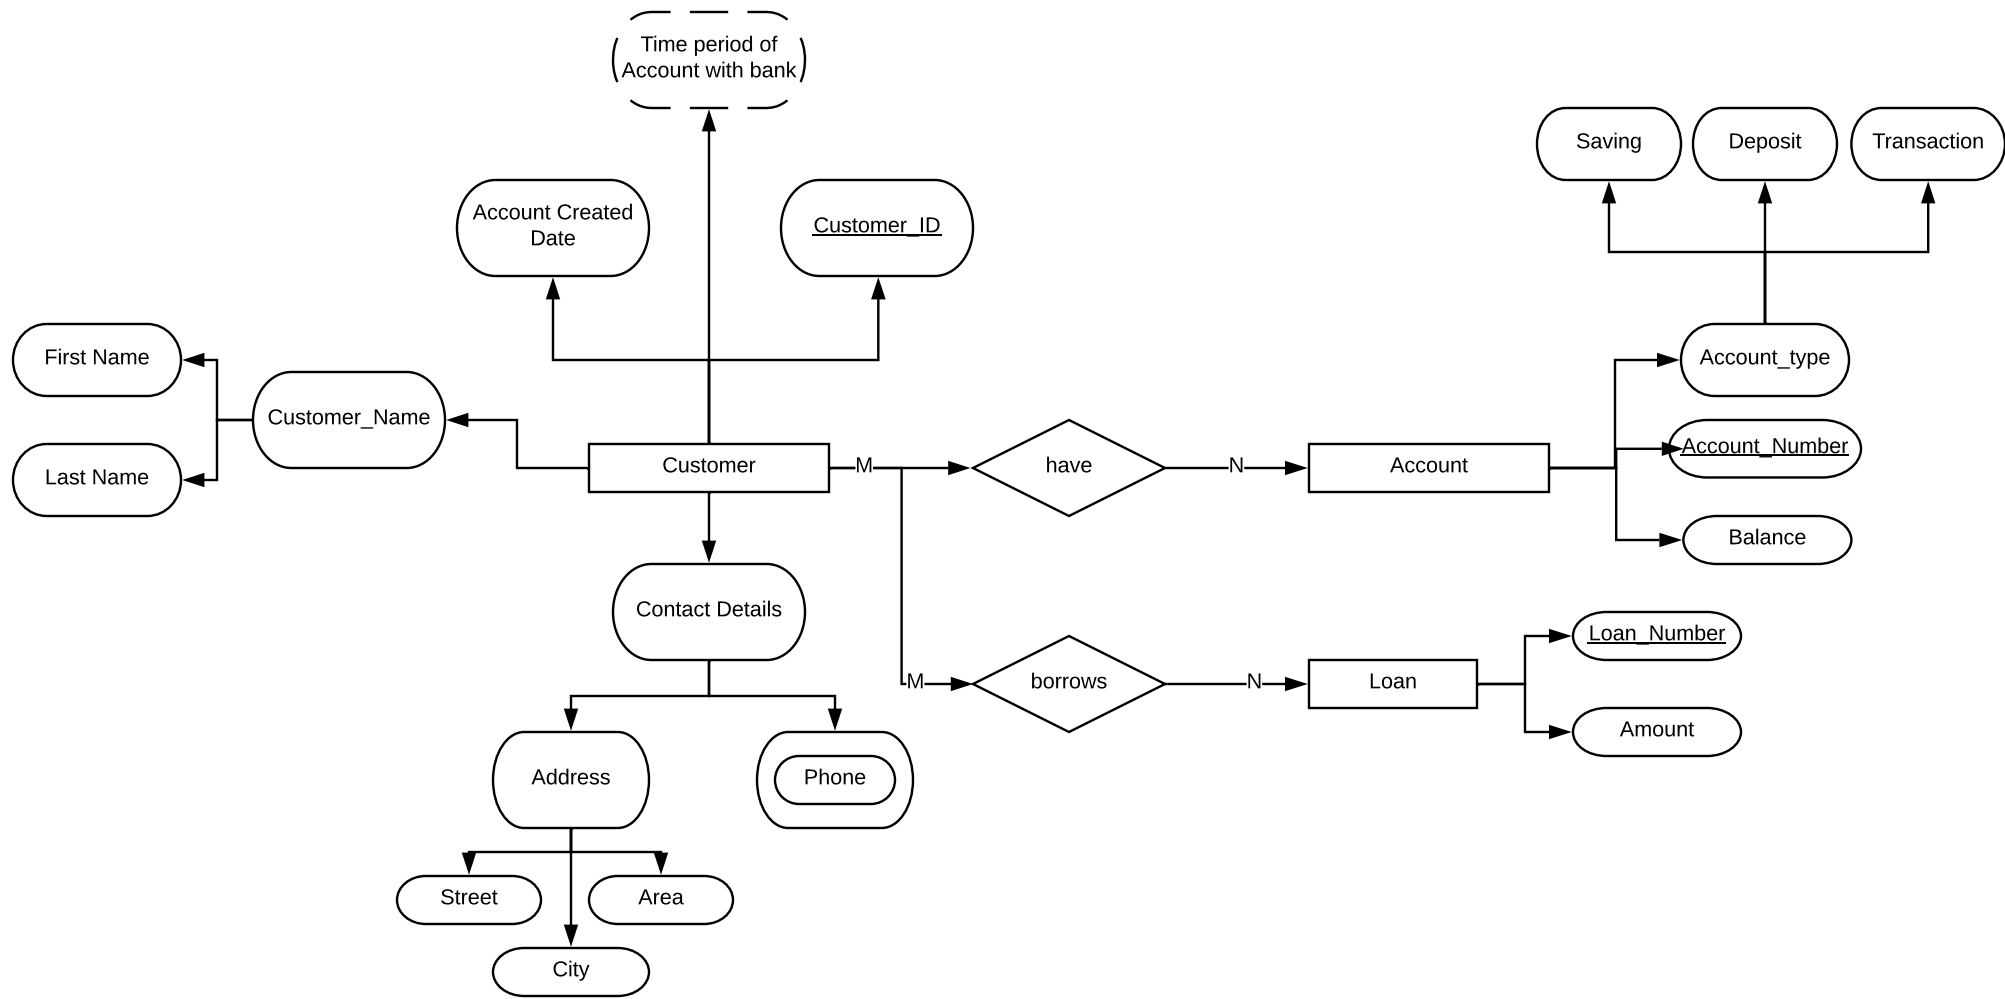 Time period of
Account with bank
Saving
Deposit
Transaction
Account Created
Date
Customer_ID
First Name
Account_type
Customer_Name
Account_Number
Last Name
Customer
M
have
N
Account
Balance
Contact Details
Loan_Number
M
borrows
N
Loan
Amount
Address
Phone
Street
Area
City